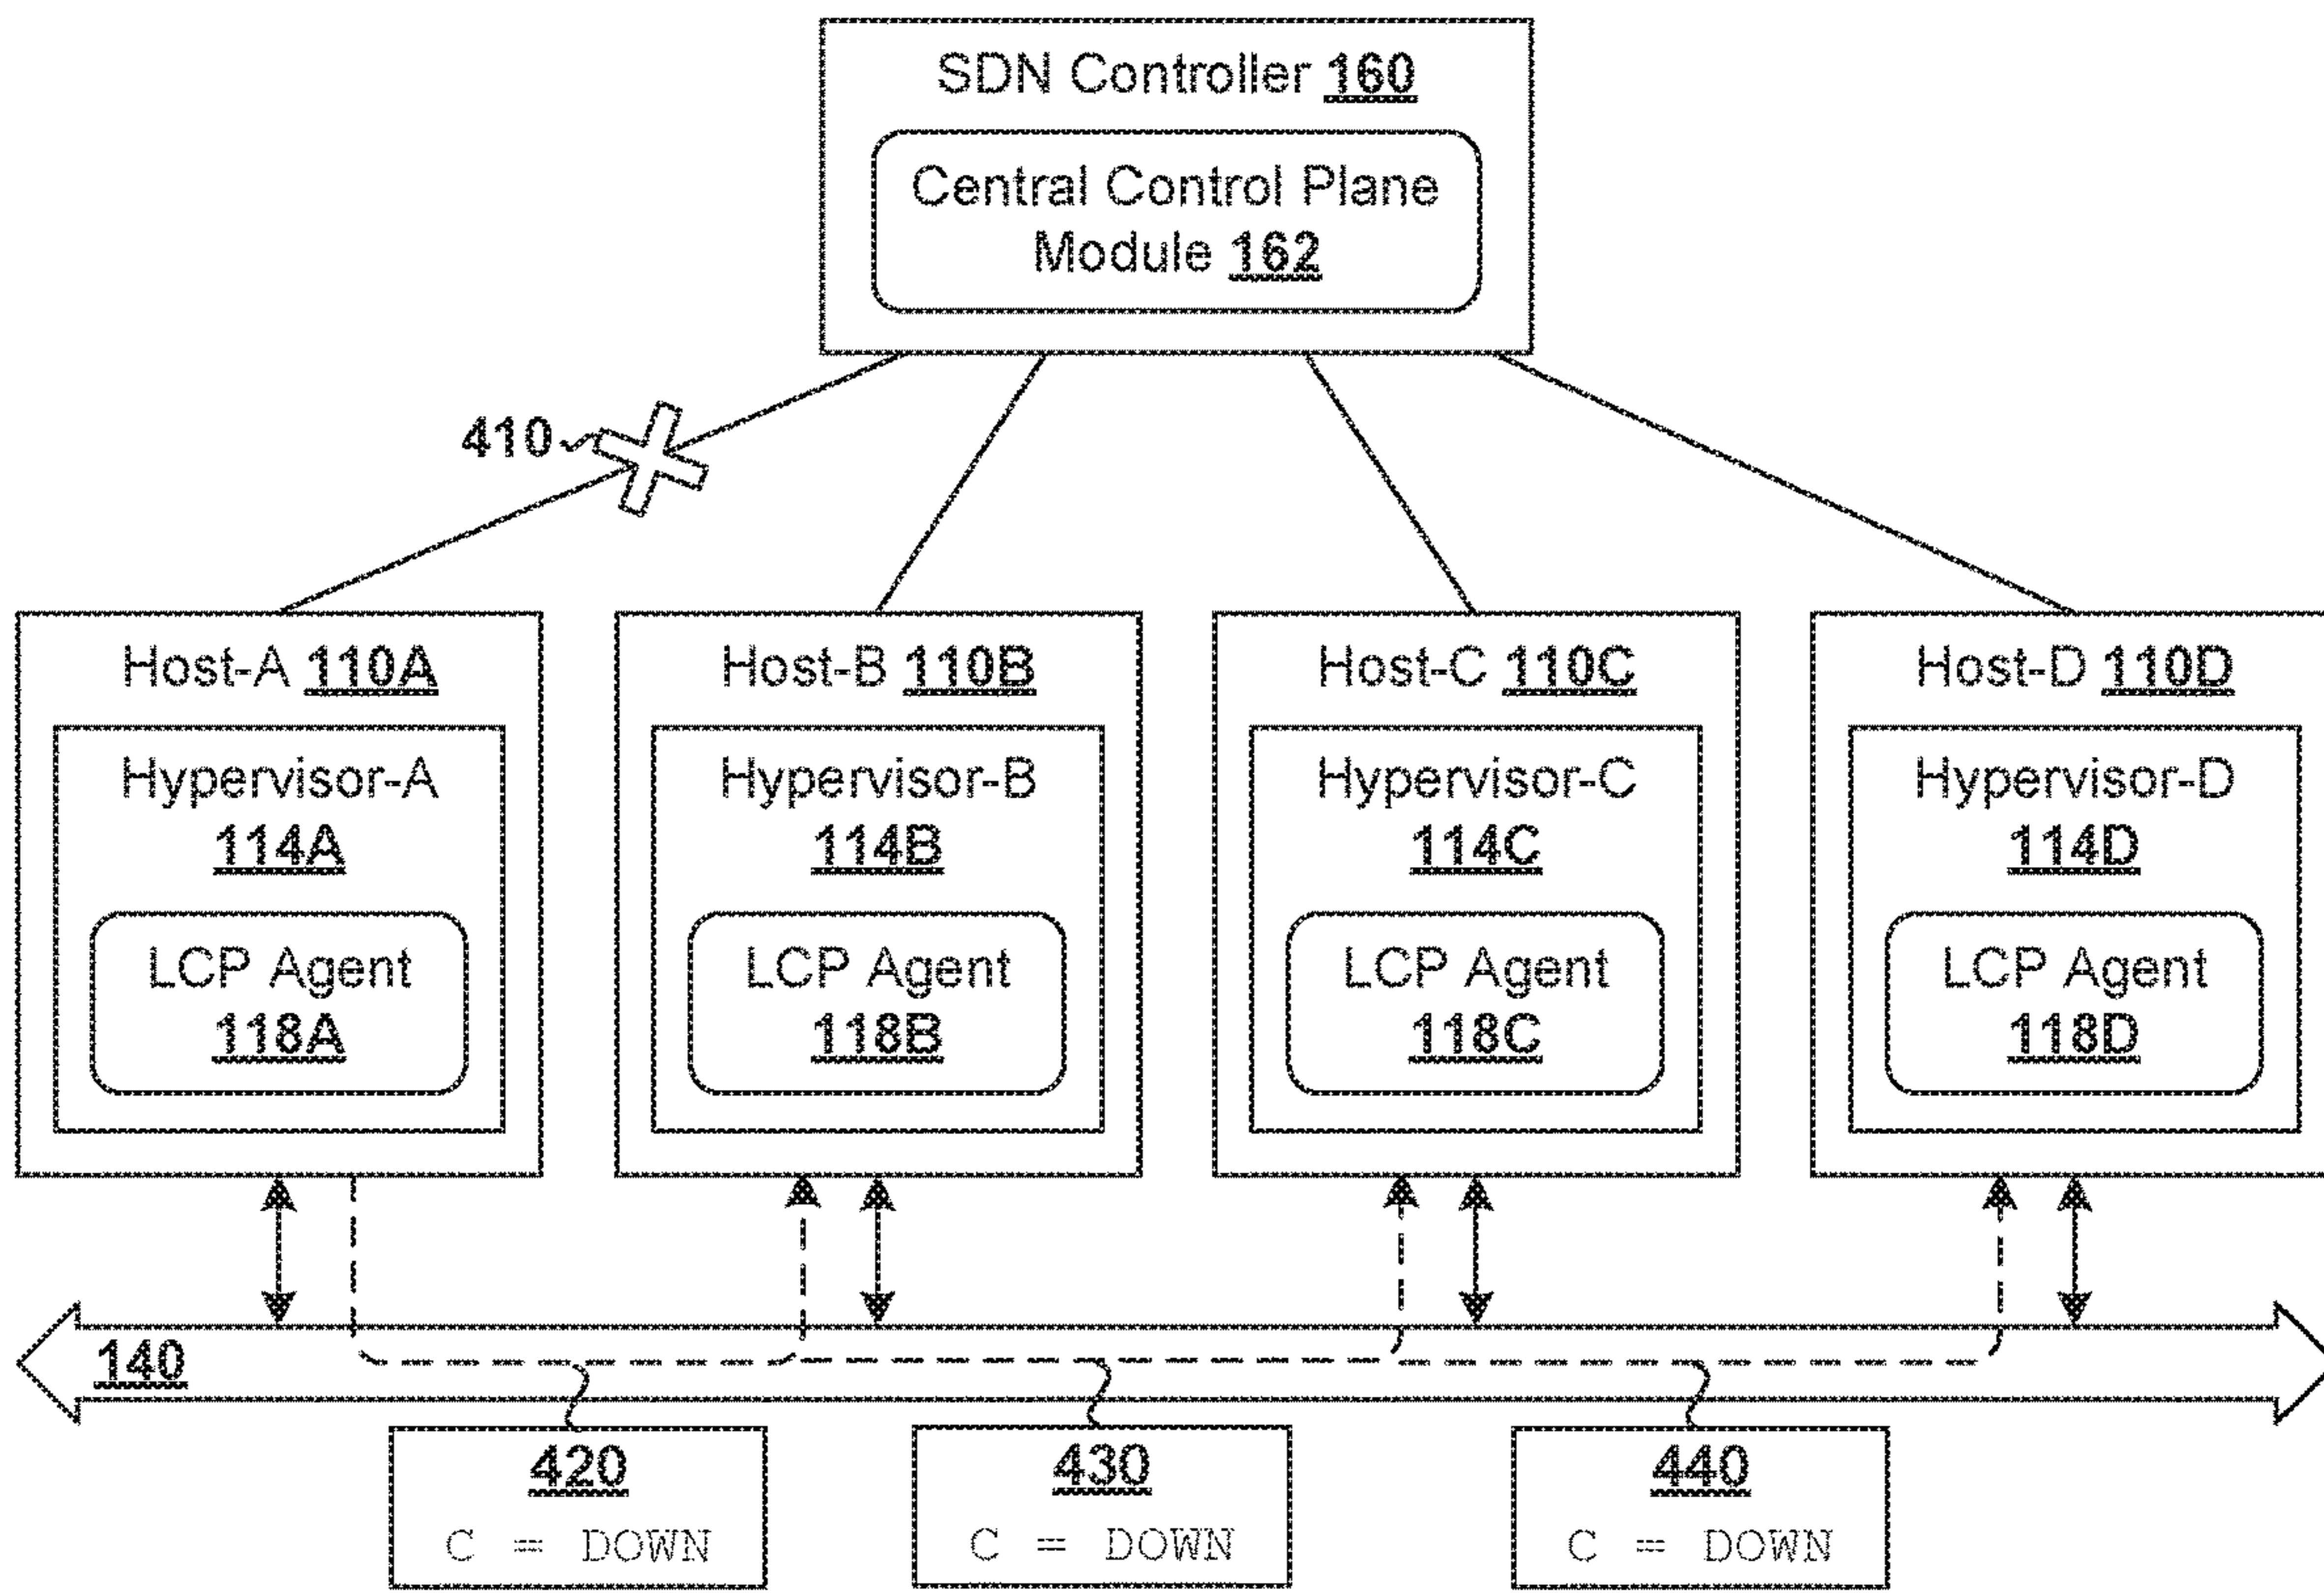 SDN Controller 160
Central Control Plane
Module 162
410
Host-A 110A
Hypervisor-A
114A
LCP Agent
118A
Host-B 110B
Hypervisor-B
114B
LCP Agent
118B
Host-C 110C
Hypervisor-C
114C
LCP Agent
118C
Host-D 110D
Hypervisor-D
114D
LCP Agent
118D
140
420
C = DOWN
430
C = DOWN
440
C = DOWN